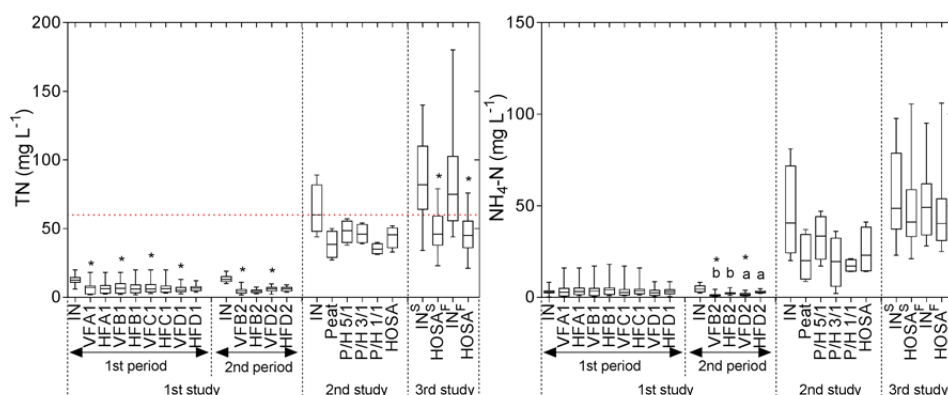 TN (mg L⁻¹)
200
150
100
50
0
*
*
*
*
*
*
*
*
IN
VFA1
HFA1
VFB1
HFB1
VFC1
HFC1
VFD1
HFD1
IN
VFB2
HFB2
VFD2
HFD2
IN
Peat
P/H 5/1
P/H 3/1
P/H 1/1
HOSA
INˢ
HOSAˢ
INᶠ
HOSAᶠ
1st period
2nd period
1st study
2nd study
3rd study
NH₄-N (mg L⁻¹)
150
100
50
0
* *
b b a a
IN
VFA1
HFA1
VFB1
HFB1
VFC1
HFC1
VFD1
HFD1
IN
VFB2
HFB2
VFD2
HFD2
IN
Peat
P/H 5/1
P/H 3/1
P/H 1/1
HOSA
INˢ
HOSAˢ
INᶠ
HOSAᶠ
1st period
2nd period
1st study
2nd study
3rd study